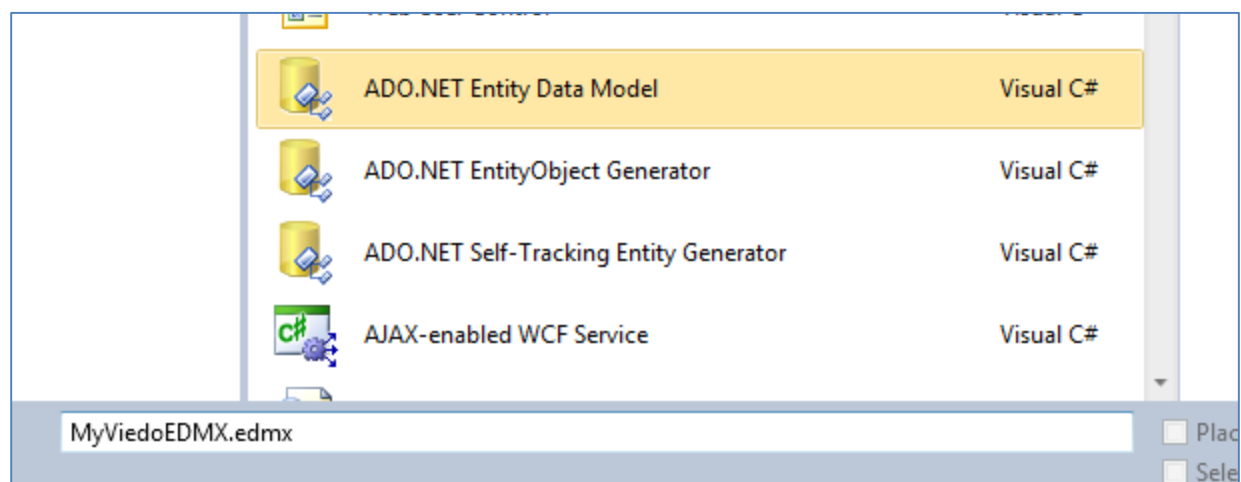 ADO.NET Entity Data Model Visual C#
ADO.NET EntityObject Generator Visual C#
ADO.NET Self-Tracking Entity Generator Visual C#
AJAX-enabled WCF Service Visual C#
MyViedoEDMX.edmx